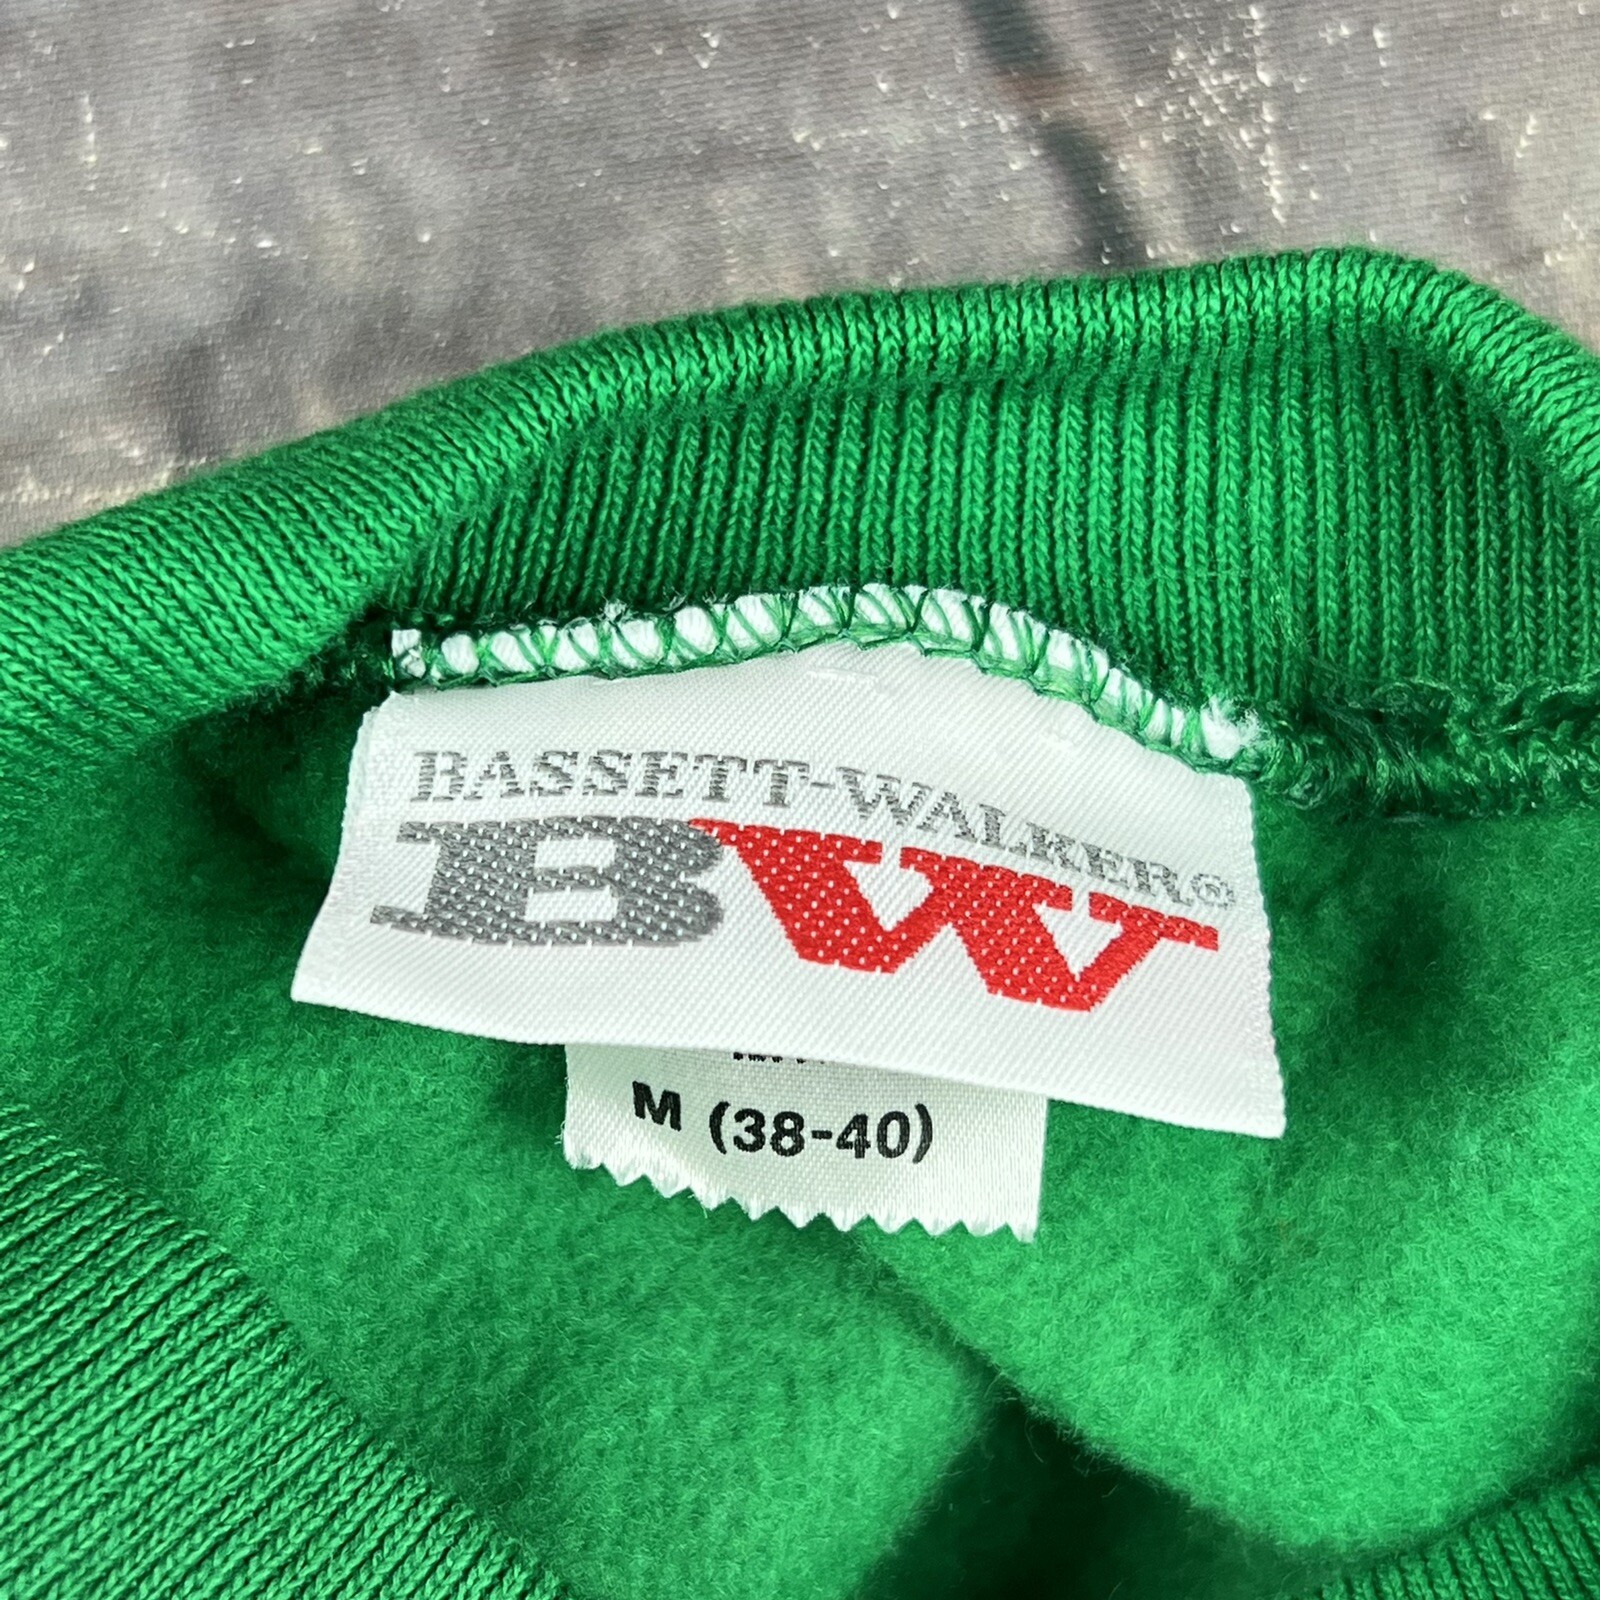 BASSETT-WALKER®
BW
M (38-40)